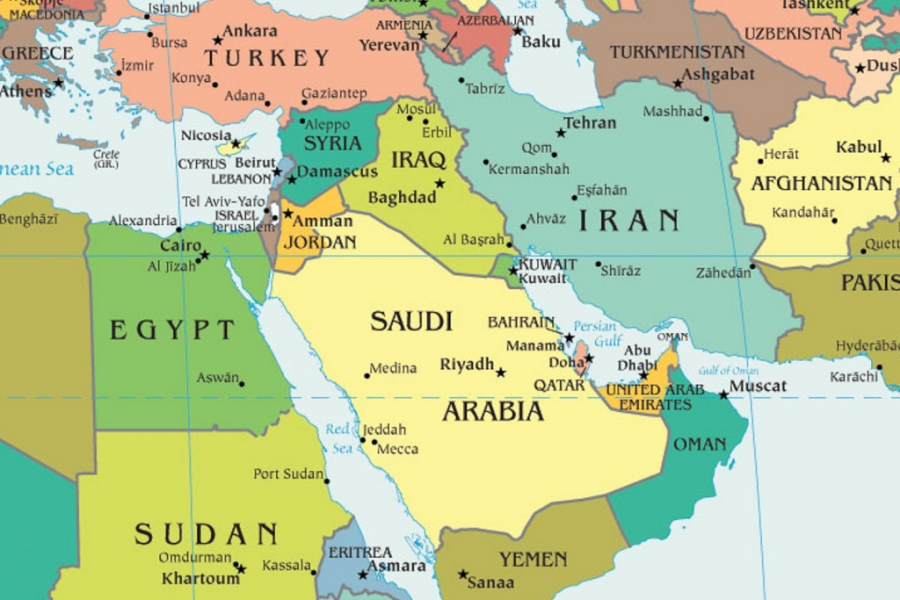 Skopje
MACEDONIA
Istanbul
Bursa
Ankara
TURKEY
GREECE
Athens
İzmir
Konya
Adana
Gaziantep
ARMENIA
Yerevan
AZERBAIJAN
Baku
Sea
TURKMENISTAN
Ashgabat
Tashkent
UZBEKISTAN
Dush
Tabrīz
Mashhad
Nicosia
CYPRUS
Crete
(GR.)
nean Sea
Aleppo
SYRIA
Damascus
Beirut
LEBANON
Mosul
Erbil
IRAQ
Baghdad
Tehran
Qom
Kermanshah
Eşfahān
IRAN
Ahvāz
Al Başrah
Shīrāz
Zāhedān
Herāt
Kabul
AFGHANISTAN
Kandahār
Quett
PAKIS
Hyderābā
Karāchi
Benghāzī
Alexandria
Tel Aviv-Yafo
ISRAEL
Jerusalem
Amman
JORDAN
Cairo
Al Jīzah
EGYPT
Aswān
KUWAIT
Kuwait
SAUDI
ARABIA
Medina
Riyadh
BAHRAIN
Manama
Persian
Gulf
Doha
QATAR
Abu
Dhabi
OMAN
UNITED ARAB
EMIRATES
Gulf of Oman
Muscat
OMAN
Red
Sea
Jeddah
Mecca
Port Sudan
SUDAN
Omdurman
Khartoum
Kassala
ERITREA
Asmara
YEMEN
Sanaa